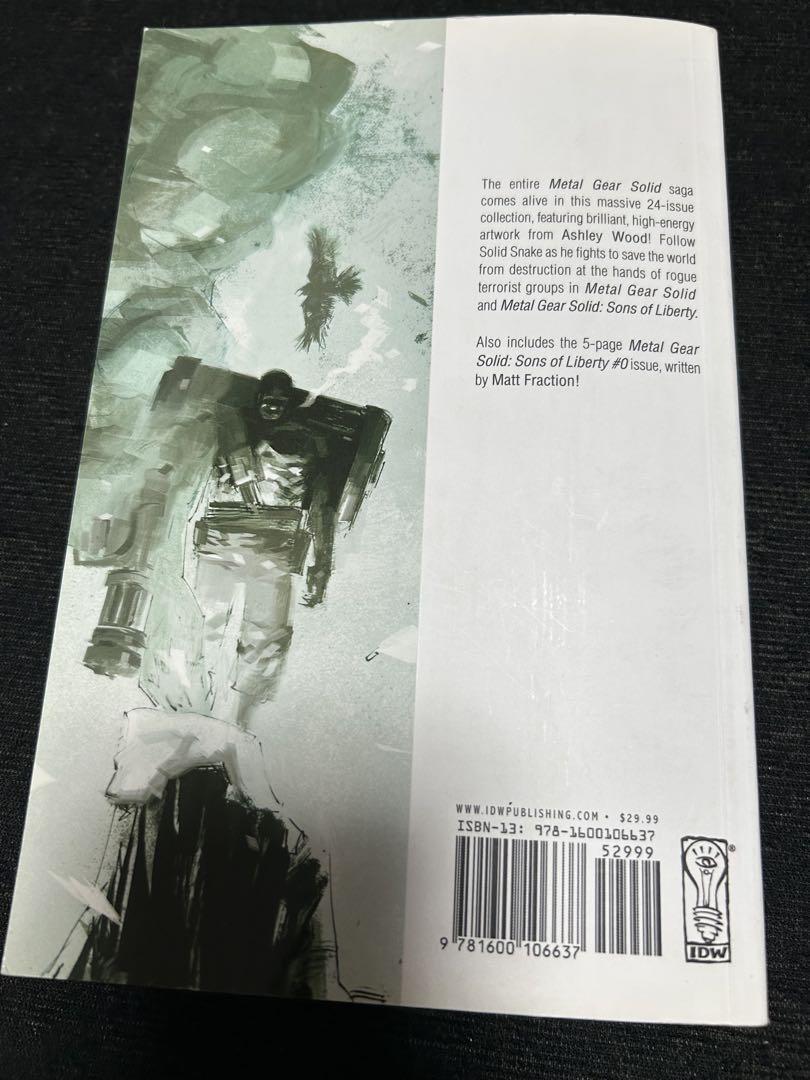 The entire Metal Gear Solid saga
comes alive in this massive 24-issue
collection, featuring brilliant, high-energy
artwork from Ashley Wood! Follow
Solid Snake as he fights to save the world
from destruction at the hands of rogue
terrorist groups in Metal Gear Solid
and Metal Gear Solid: Sons of Liberty.
Also includes the 5-page Metal Gear
Solid: Sons of Liberty #0 issue, written
by Matt Fraction!
WWW.IDWPUBLISHING.COM • $29.99
ISBN-13: 978-1600106637
52999
9 781600 106637
®
IDW